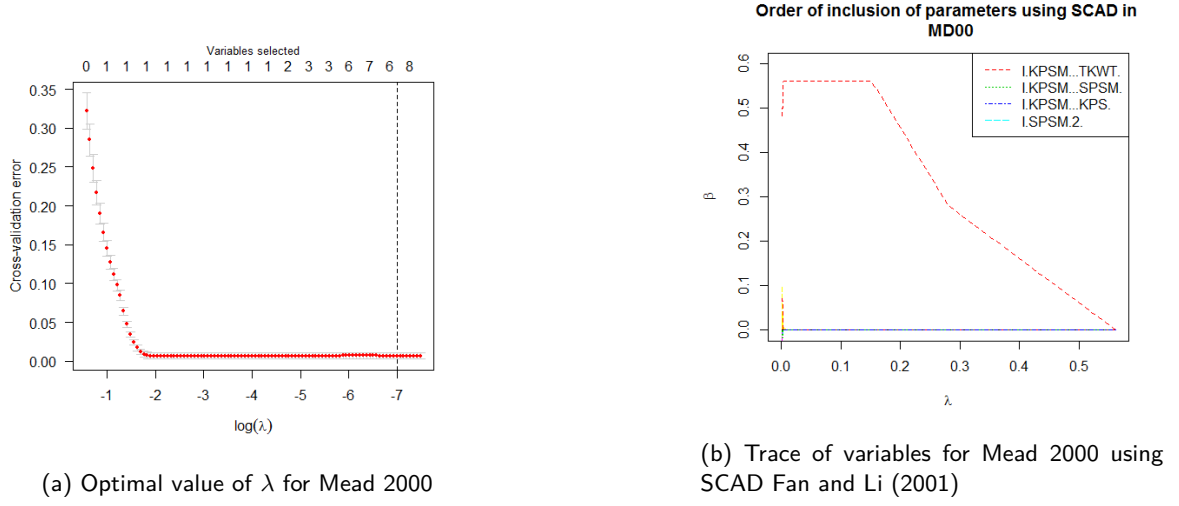 Variables selected
0 1 1 1 1 1 1 1 1 2 3 3 6 7 6 8
0.35
0.30
0.25
0.20
0.15
0.10
0.05
0.00
Cross-validation error
-1 -2 -3 -4 -5 -6 -7
log(λ)
(a) Optimal value of λ for Mead 2000
Order of inclusion of parameters using SCAD in
MD00
I.KPSM...TKWT.
I.KPSM...SPSM.
I.KPSM...KPS.
I.SPSM.2.
0.6
0.5
0.4
0.3
0.2
0.1
0.0
β
0.0 0.1 0.2 0.3 0.4 0.5
λ
(b) Trace of variables for Mead 2000 using
SCAD Fan and Li (2001)